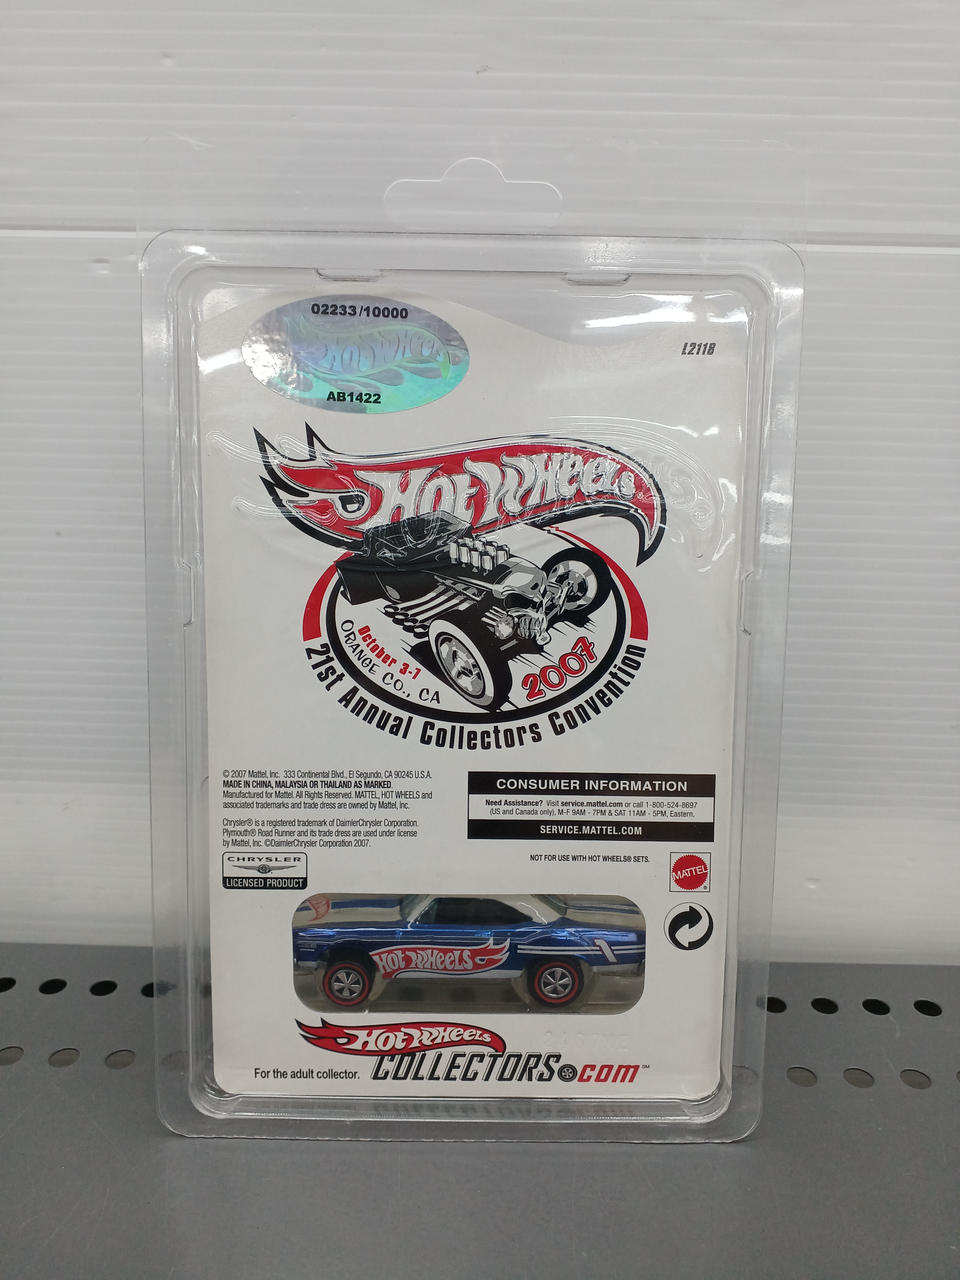 02233/10000
HOT WHEELS
AB1422
L2118
HOT WHEELS
October 3-7
ORANGE CO., CA
2007
21st Annual Collectors Convention
© 2007 Mattel, Inc. 333 Continental Blvd., El Segundo, CA 90245 U.S.A.
MADE IN CHINA, MALAYSIA OR THAILAND AS MARKED.
Manufactured for Mattel. All Rights Reserved. MATTEL, HOT WHEELS and
associated trademarks and trade dress are owned by Mattel, Inc.
Chrysler® is a registered trademark of DaimlerChrysler Corporation.
Plymouth® Road Runner and its trade dress are used under license
by Mattel, Inc. ©DaimlerChrysler Corporation 2007.
CHRYSLER
LICENSED PRODUCT
CONSUMER INFORMATION
Need Assistance? Visit service.mattel.com or call 1-800-524-8697
(US and Canada only), M-F 9AM - 7PM & SAT 11AM - 5PM, Eastern.
SERVICE.MATTEL.COM
NOT FOR USE WITH HOT WHEELS® SETS.
MATTEL
HOT WHEELS
1
HOT WHEELS
For the adult collector.
COLLECTORS.COM™